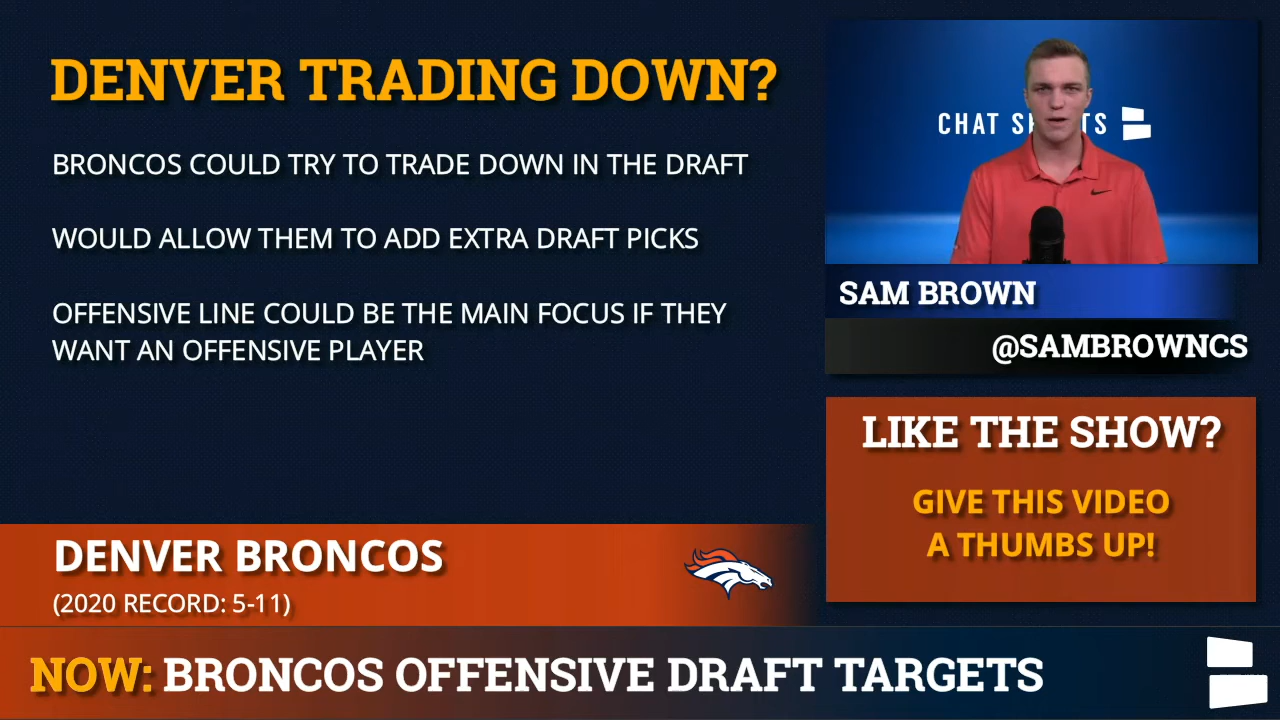 DENVER TRADING DOWN?
BRONCOS COULD TRY TO TRADE DOWN IN THE DRAFT
WOULD ALLOW THEM TO ADD EXTRA DRAFT PICKS
OFFENSIVE LINE COULD BE THE MAIN FOCUS IF THEY
WANT AN OFFENSIVE PLAYER
DENVER BRONCOS
(2020 RECORD: 5-11)
NOW: BRONCOS OFFENSIVE DRAFT TARGETS
CHAT S TS
SAM BROWN
@SAMBROWNCS
LIKE THE SHOW?
GIVE THIS VIDEO
A THUMBS UP!